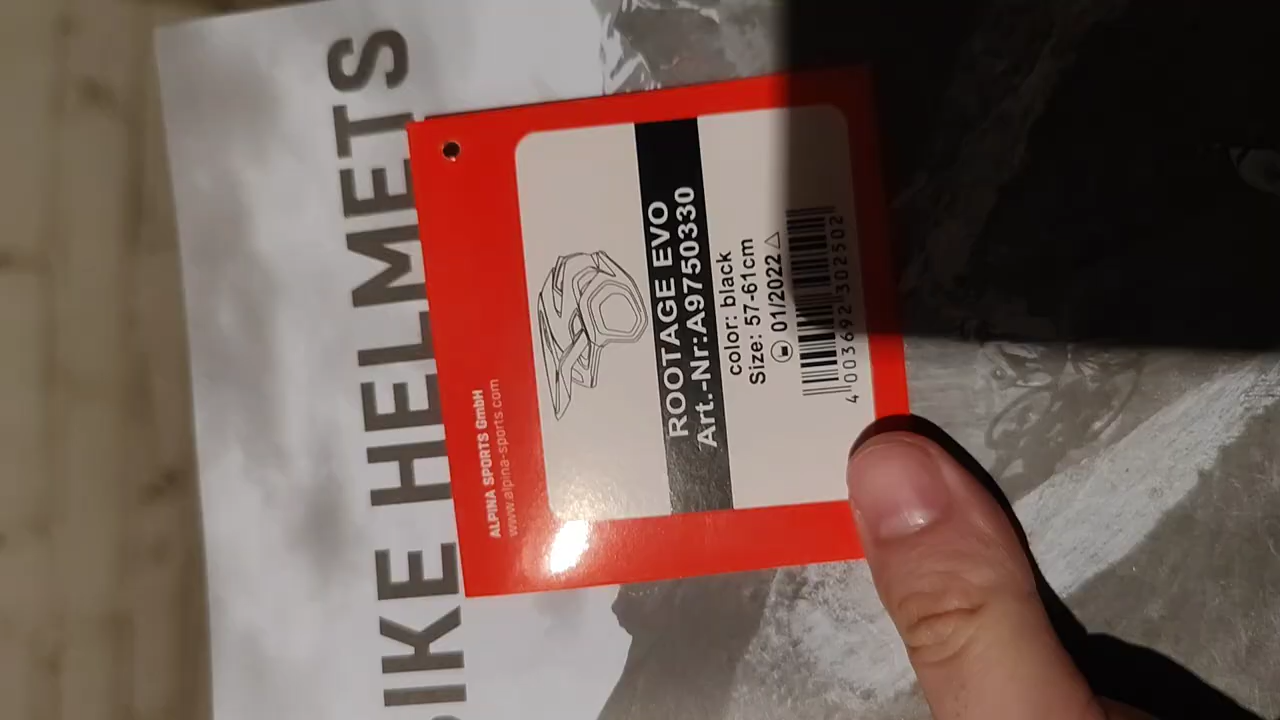 BIKE HELMETS
ALPINA SPORTS GmbH
www.alpina-sports.com
ROOTAGE EVO
Art.-Nr:A9750330
color: black
Size: 57-61cm
01/2022
4 003692 302502